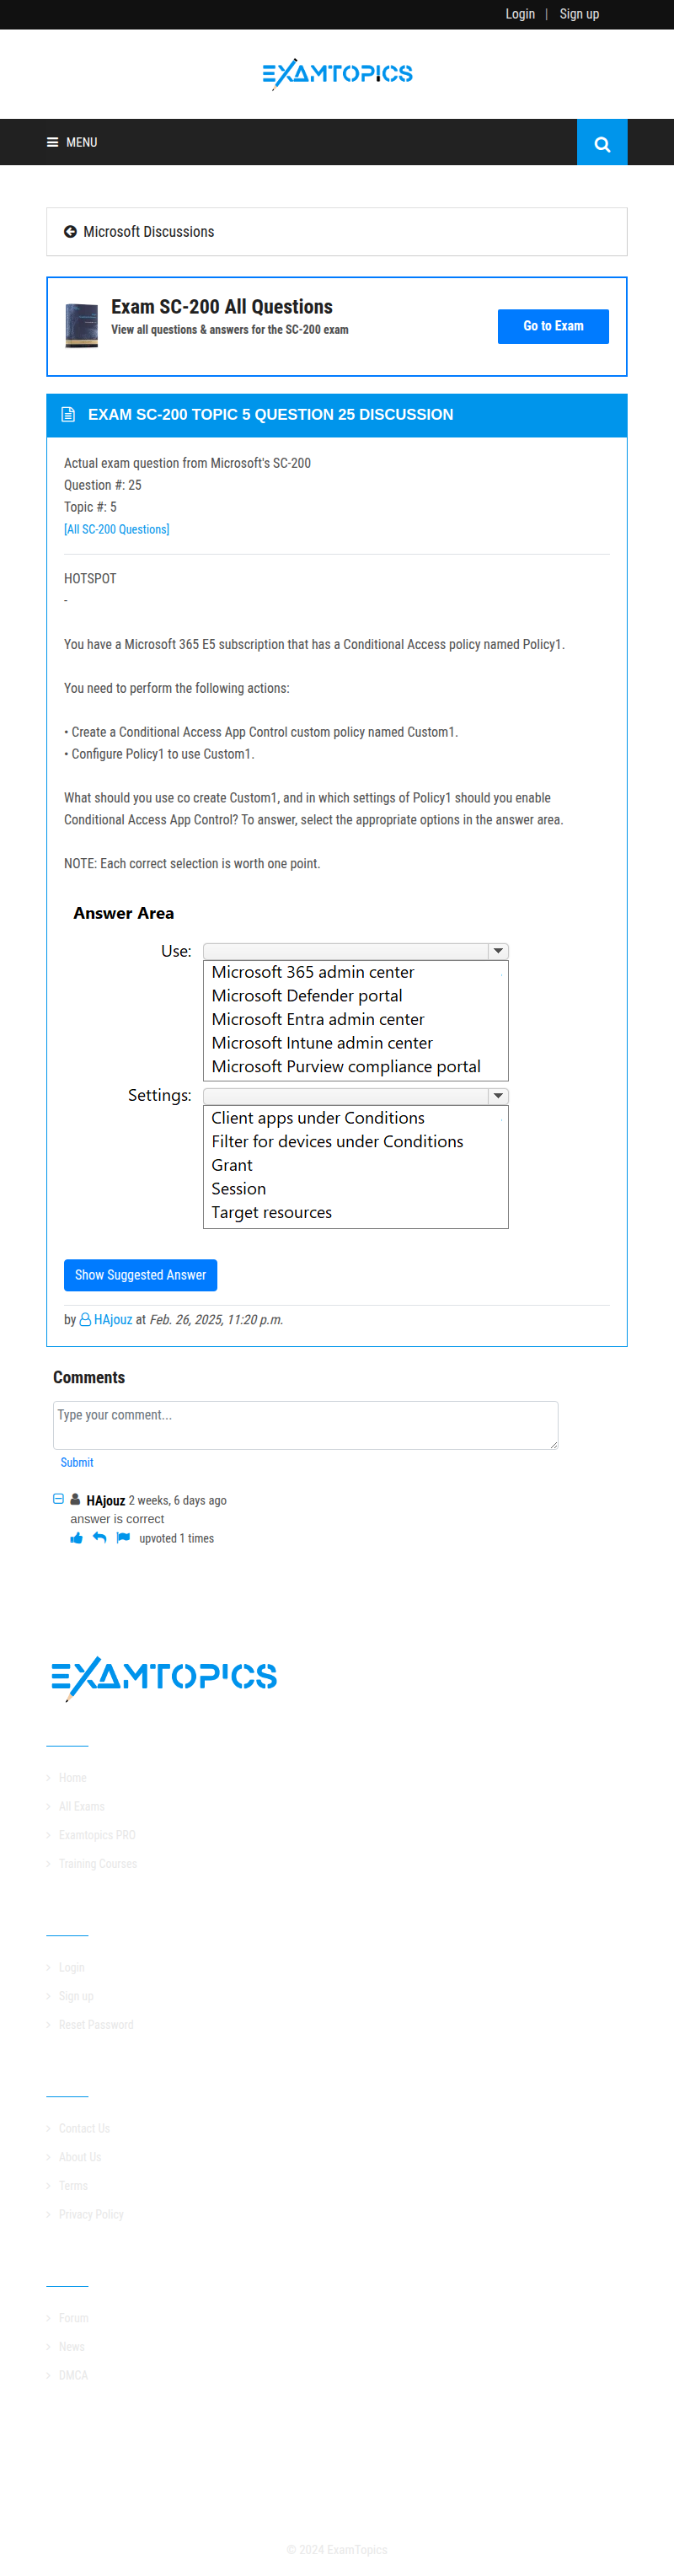 Login | Sign up
EXAMTOPICS
MENU
Microsoft Discussions
Exam SC-200 All Questions
View all questions & answers for the SC-200 exam
Go to Exam
EXAM SC-200 TOPIC 5 QUESTION 25 DISCUSSION
Actual exam question from Microsoft's SC-200
Question #: 25
Topic #: 5
[All SC-200 Questions]
HOTSPOT
-
You have a Microsoft 365 E5 subscription that has a Conditional Access policy named Policy1.
You need to perform the following actions:
• Create a Conditional Access App Control custom policy named Custom1.
• Configure Policy1 to use Custom1.
What should you use co create Custom1, and in which settings of Policy1 should you enable
Conditional Access App Control? To answer, select the appropriate options in the answer area.
NOTE: Each correct selection is worth one point.
Answer Area
Use:
Microsoft 365 admin center
Microsoft Defender portal
Microsoft Entra admin center
Microsoft Intune admin center
Microsoft Purview compliance portal
Settings:
Client apps under Conditions
Filter for devices under Conditions
Grant
Session
Target resources
Show Suggested Answer
by HAjouz at Feb. 26, 2025, 11:20 p.m.
Comments
Type your comment...
Submit
HAjouz 2 weeks, 6 days ago
answer is correct
upvoted 1 times
EXAMTOPICS
Home
All Exams
Examtopics PRO
Training Courses
Login
Sign up
Reset Password
Contact Us
About Us
Terms
Privacy Policy
Forum
News
DMCA
© 2024 ExamTopics